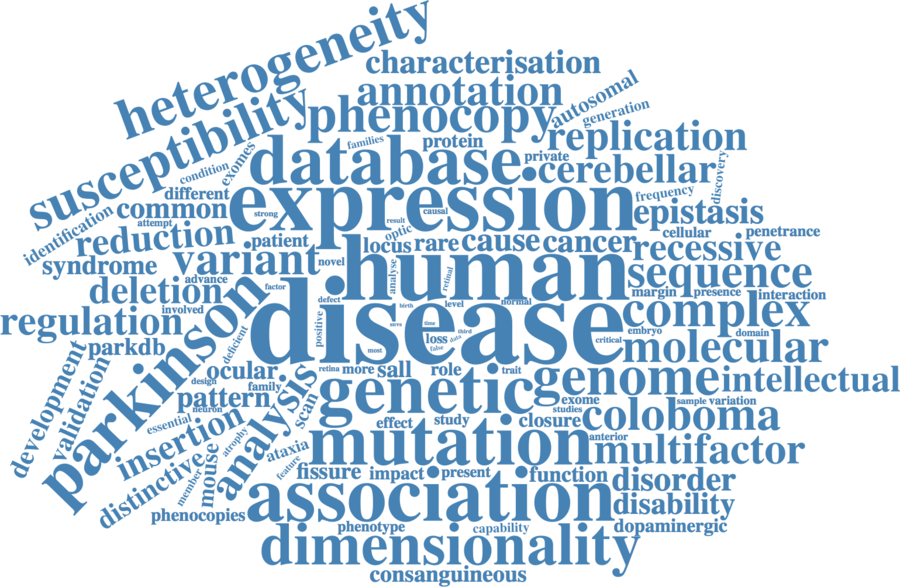 heterogeneity
characterisation
annotation
autosomal
phenocopy
generation
susceptibility
replication
families
protein
database
private
cerebellar
exomes
condition
discovery
different
expression
frequency
common
strong
causal
epistasis
identification
attempt
result
optic
cellular
penetrance
reduction
patient
locus
rare
cause
cancer
recessive
syndrome
variant
novel
human
analyse
retinal
sequence
advance
factor
deletion
margin
presence
interaction
defect
birth
level
normal
complex
regulation
involved
disease
positive
save
time
third
embryo
domain
parkdb
deficient
loss
data
false
critical
molecular
most
parkinson
ocular
retina
more
sall
role
trait
genome
intellectual
development
validation
design
family
genetic
exome
sample
variation
pattern
neuron
analysis
scan
effect
study
closure
studies
coloboma
essential
insertion
atrophy
ataxia
mutation
anterior
multifactor
distinctive
member
mouse
feature
fissure
impact
present
function
disorder
association
disability
phenocopies
phenotype
capability
dopaminergic
dimensionality
consanguineous